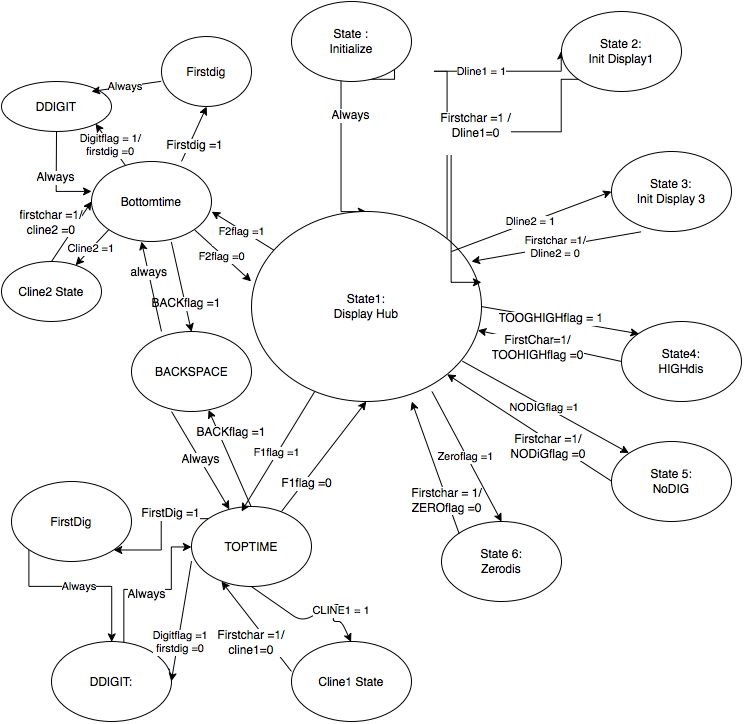 State :
Initialize
State 2:
Init Display1
Dline1 = 1
Firstchar =1 /
Dline1=0
Always
Firstdig
Always
DDIGIT
Digitflag = 1/
firstdig =0
Firstdig =1
Always
Bottomtime
firstchar =1/
cline2 =0
Cline2 =1
Cline2 State
always
BACKflag =1
F2flag =1
F2flag =0
State 3:
Init Display 3
Dline2 = 1
Firstchar =1/
Dline2 = 0
State1:
Display Hub
TOOGHIGHflag = 1
FirstChar=1/
TOOHIGHflag =0
State4:
HIGHdis
BACKSPACE
BACKflag =1
Always
F1flag =1
F1flag =0
NODIGflag =1
Firstchar =1/
NODiGflag =0
State 5:
NoDIG
Zeroflag =1
Firstchar = 1/
ZEROflag =0
State 6:
Zerodis
FirstDig
FirstDig =1
TOPTIME
Always
Always
Digitflag =1
firstdig =0
Firstchar =1/
cline1=0
CLINE1 = 1
DDIGIT:
Cline1 State